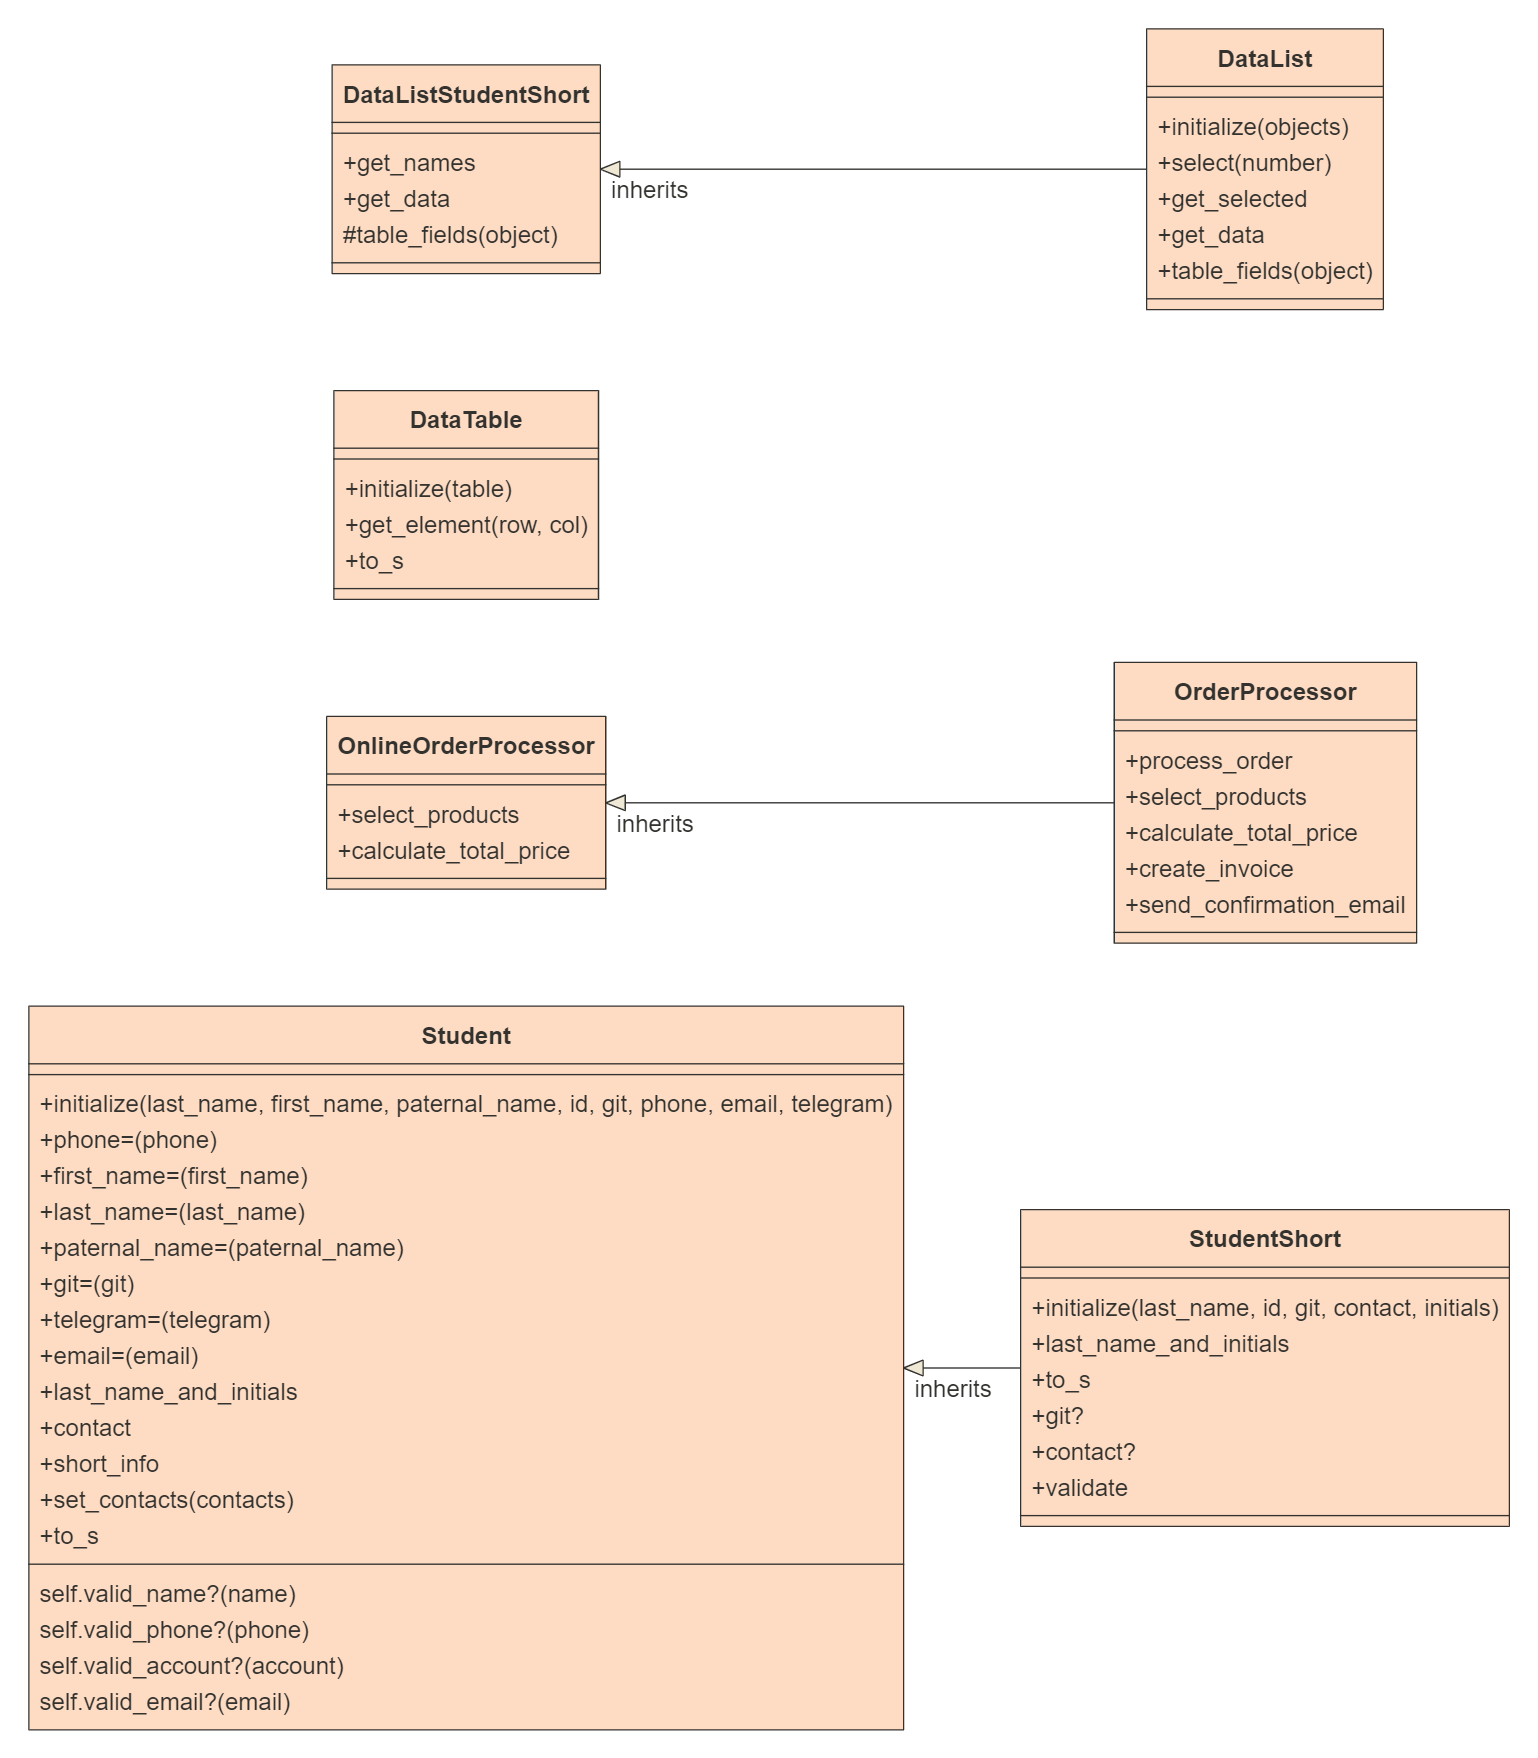 DataListStudentShort
+get_names
+get_data
#table_fields(object)
inherits
DataList
+initialize(objects)
+select(number)
+get_selected
+get_data
+table_fields(object)
DataTable
+initialize(table)
+get_element(row, col)
+to_s
OnlineOrderProcessor
+select_products
+calculate_total_price
inherits
OrderProcessor
+process_order
+select_products
+calculate_total_price
+create_invoice
+send_confirmation_email
Student
+initialize(last_name, first_name, paternal_name, id, git, phone, email, telegram)
+phone=(phone)
+first_name=(first_name)
+last_name=(last_name)
+paternal_name=(paternal_name)
+git=(git)
+telegram=(telegram)
+email=(email)
+last_name_and_initials
+contact
+short_info
+set_contacts(contacts)
+to_s
self.valid_name?(name)
self.valid_phone?(phone)
self.valid_account?(account)
self.valid_email?(email)
inherits
StudentShort
+initialize(last_name, id, git, contact, initials)
+last_name_and_initials
+to_s
+git?
+contact?
+validate